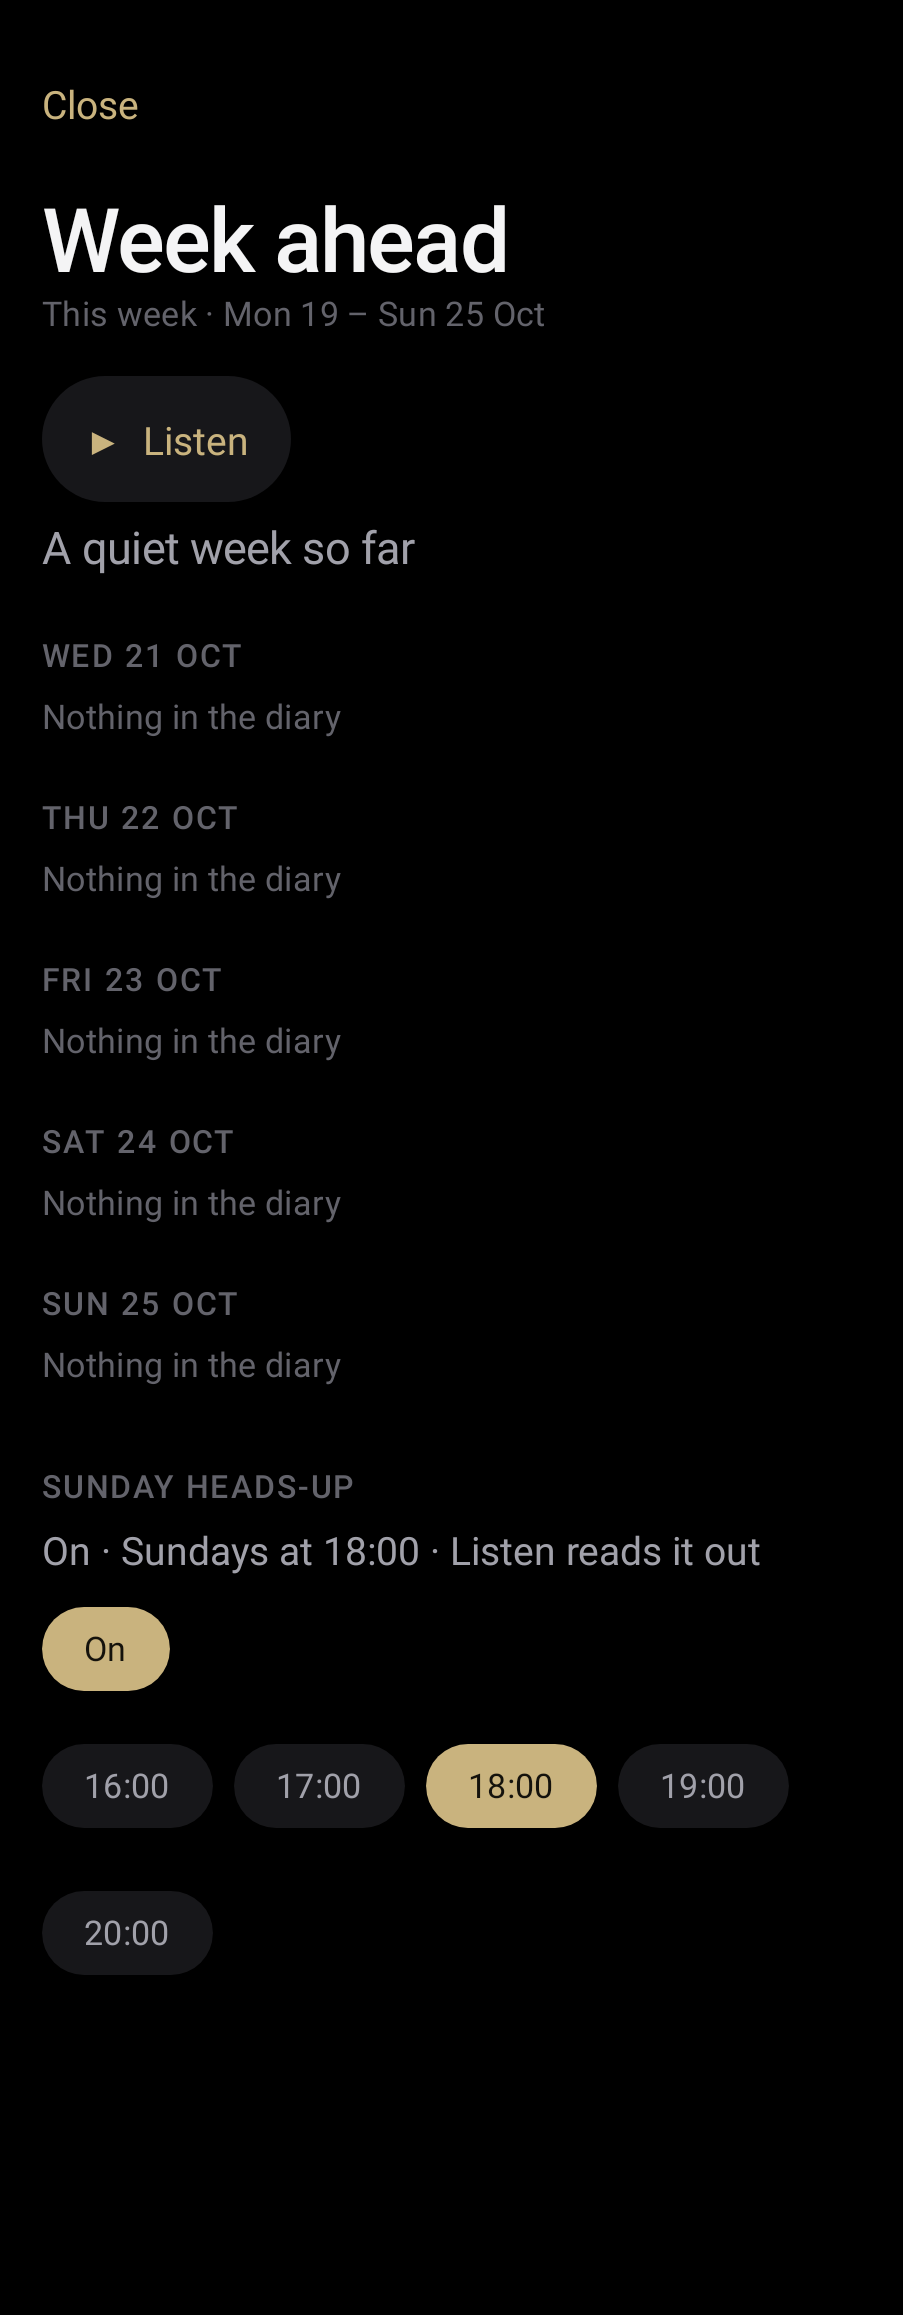 Close
Week ahead
This week · Mon 19 – Sun 25 Oct
► Listen
A quiet week so far
WED 21 OCT
Nothing in the diary
THU 22 OCT
Nothing in the diary
FRI 23 OCT
Nothing in the diary
SAT 24 OCT
Nothing in the diary
SUN 25 OCT
Nothing in the diary
SUNDAY HEADS-UP
On · Sundays at 18:00 · Listen reads it out
On
16:00 17:00 18:00 19:00
20:00